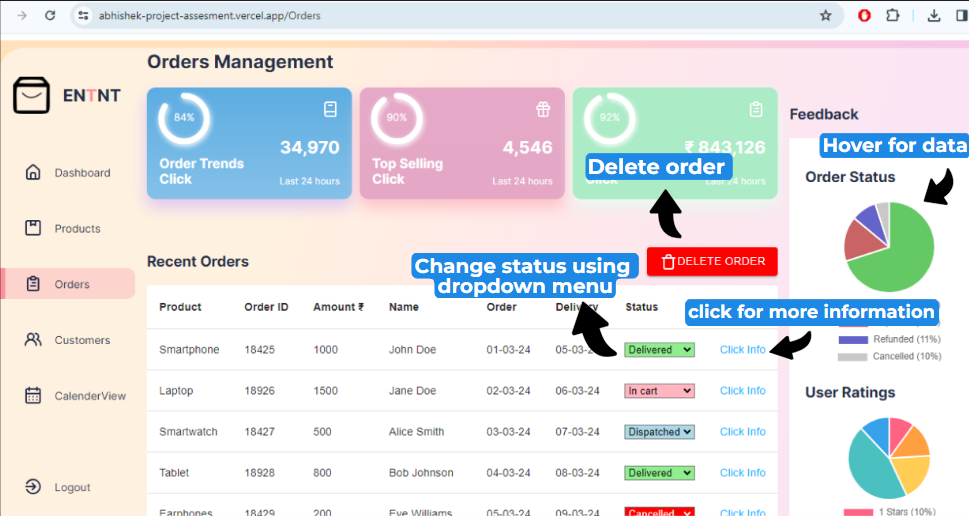 abhishek-project-assesment.vercel.app/Orders
ENTNT
Dashboard
Products
Orders
Customers
CalenderView
Logout
Orders Management
84%
34,970
Order Trends
Click
Last 24 hours
90%
4,546
Top Selling
Click
Last 24 hours
92%
₹ 843,126
Click
Last 24 hours
Delete order
DELETE ORDER
Recent Orders
Change status using
dropdown menu
click for more information
Product Order ID Amount ₹ Name Order Delivery Status
Smartphone 18425 1000 John Doe 01-03-24 05-03-24 Delivered Click Info
Laptop 18926 1500 Jane Doe 02-03-24 06-03-24 In cart Click Info
Smartwatch 18427 500 Alice Smith 03-03-24 07-03-24 Dispatched Click Info
Tablet 18928 800 Bob Johnson 04-03-24 08-03-24 Delivered Click Info
Earphones 18429 200 Eve Williams 05-03-24 09-03-24 Cancelled Click Info
Feedback
Hover for data
Order Status
Refunded (11%)
Cancelled (10%)
User Ratings
1 Stars (10%)